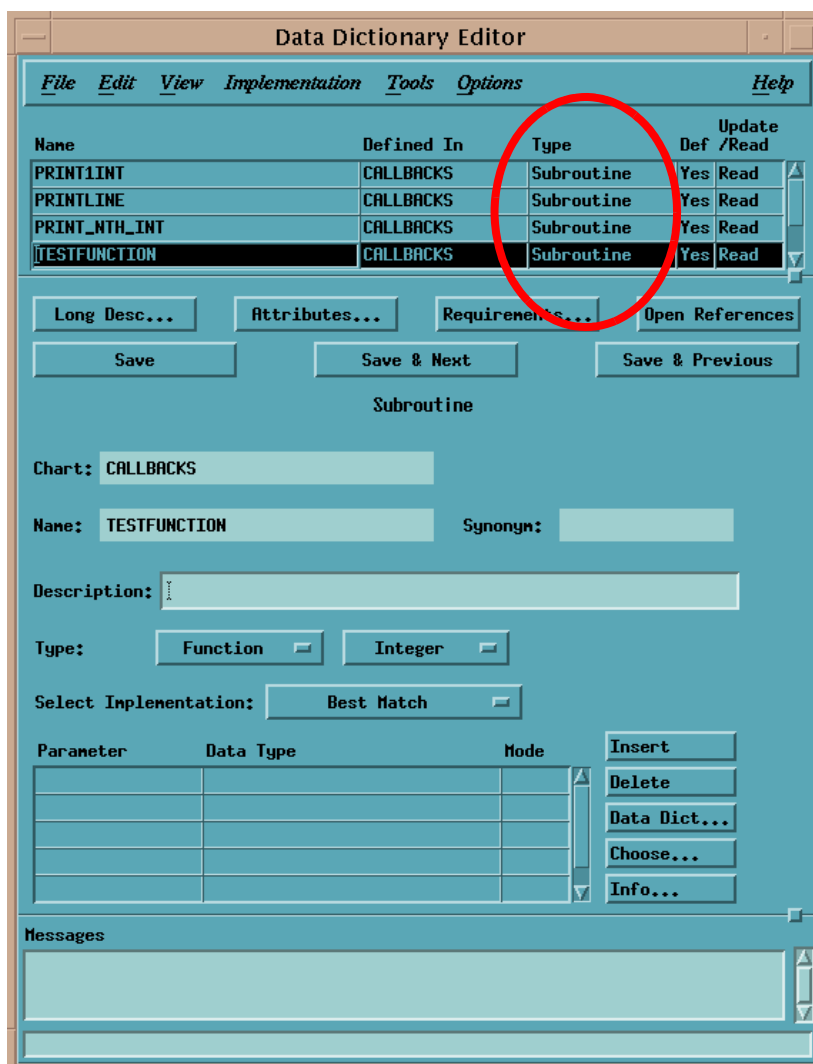 Data Dictionary Editor
File Edit View Implementation Tools Options Help
Update
Name Defined In Type Def /Read
PRINT1INT CALLBACKS Subroutine Yes Read
PRINTLINE CALLBACKS Subroutine Yes Read
PRINT_NTH_INT CALLBACKS Subroutine Yes Read
TESTFUNCTION CALLBACKS Subroutine Yes Read
Long Desc... Attributes... Requirements... Open References
Save Save & Next Save & Previous
Subroutine
Chart: CALLBACKS
Name: TESTFUNCTION Synonym:
Description:
Type: Function Integer
Select Implementation: Best Match
Parameter Data Type Mode
Insert
Delete
Data Dict...
Choose...
Info...
Messages